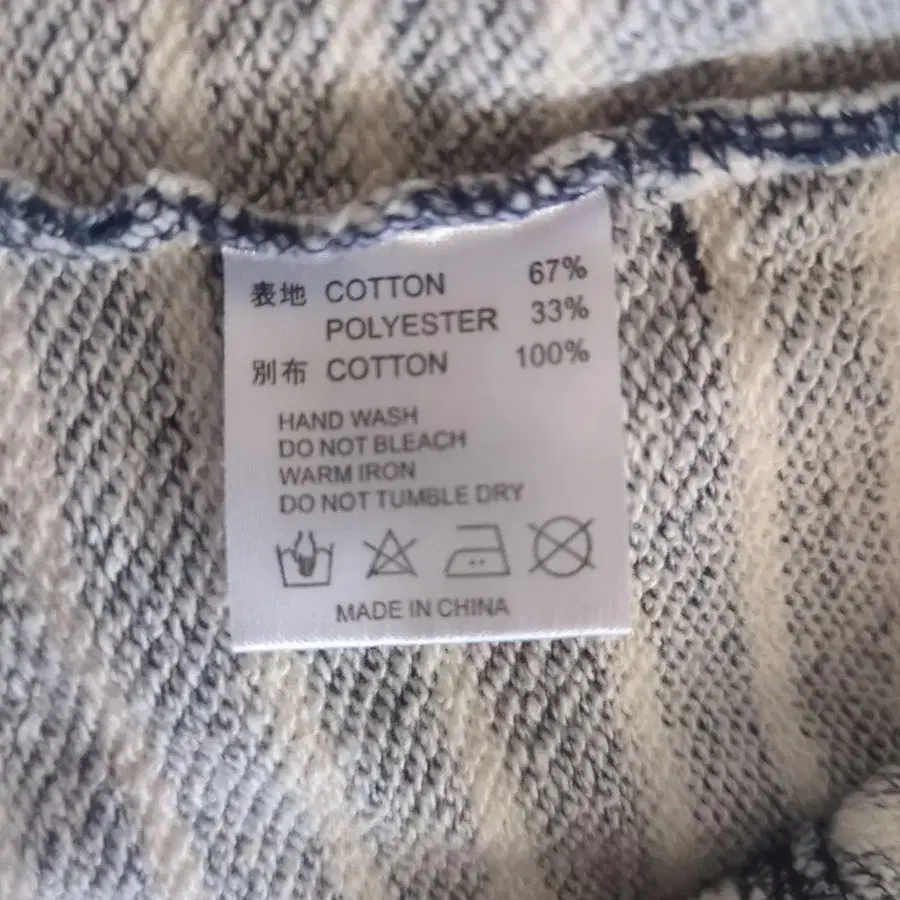 表地 COTTON 67%
POLYESTER 33%
別布 COTTON 100%
HAND WASH
DO NOT BLEACH
WARM IRON
DO NOT TUMBLE DRY
MADE IN CHINA